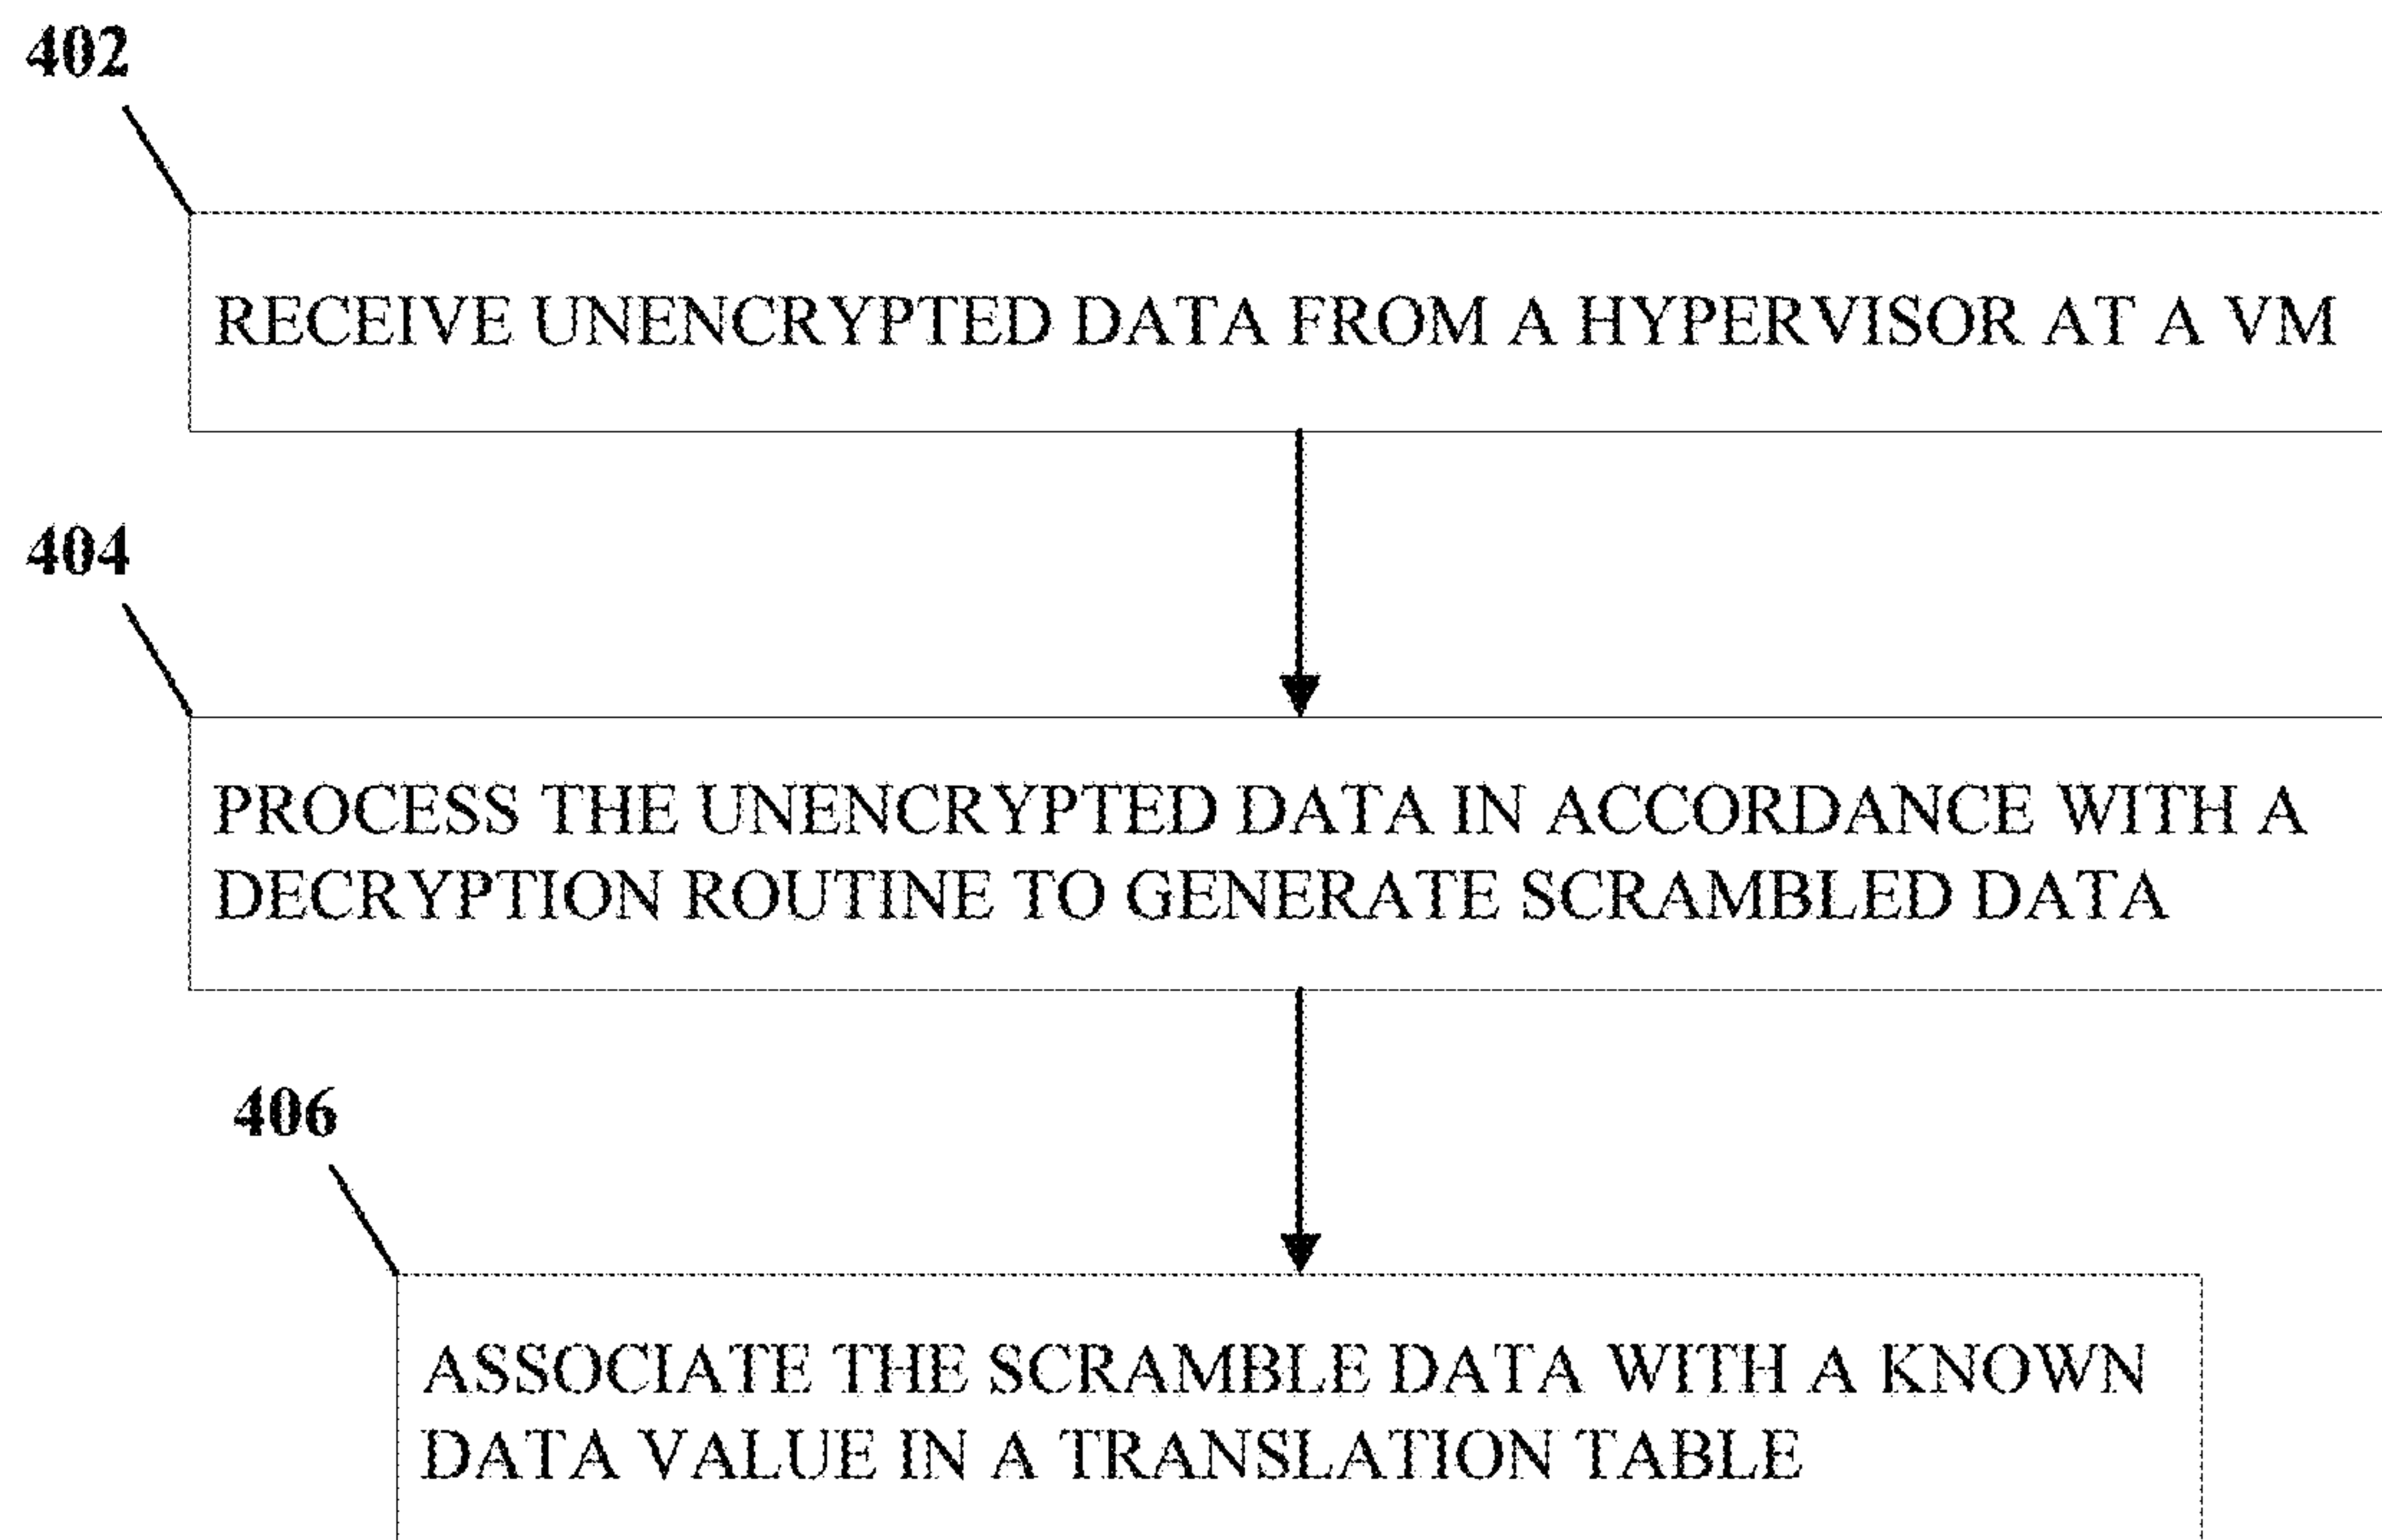 402
RECEIVE UNENCRYPTED DATA FROM A HYPERVISOR AT A VM
404
PROCESS THE UNENCRYPTED DATA IN ACCORDANCE WITH A
DECRYPTION ROUTINE TO GENERATE SCRAMBLED DATA
406
ASSOCIATE THE SCRAMBLE DATA WITH A KNOWN
DATA VALUE IN A TRANSLATION TABLE